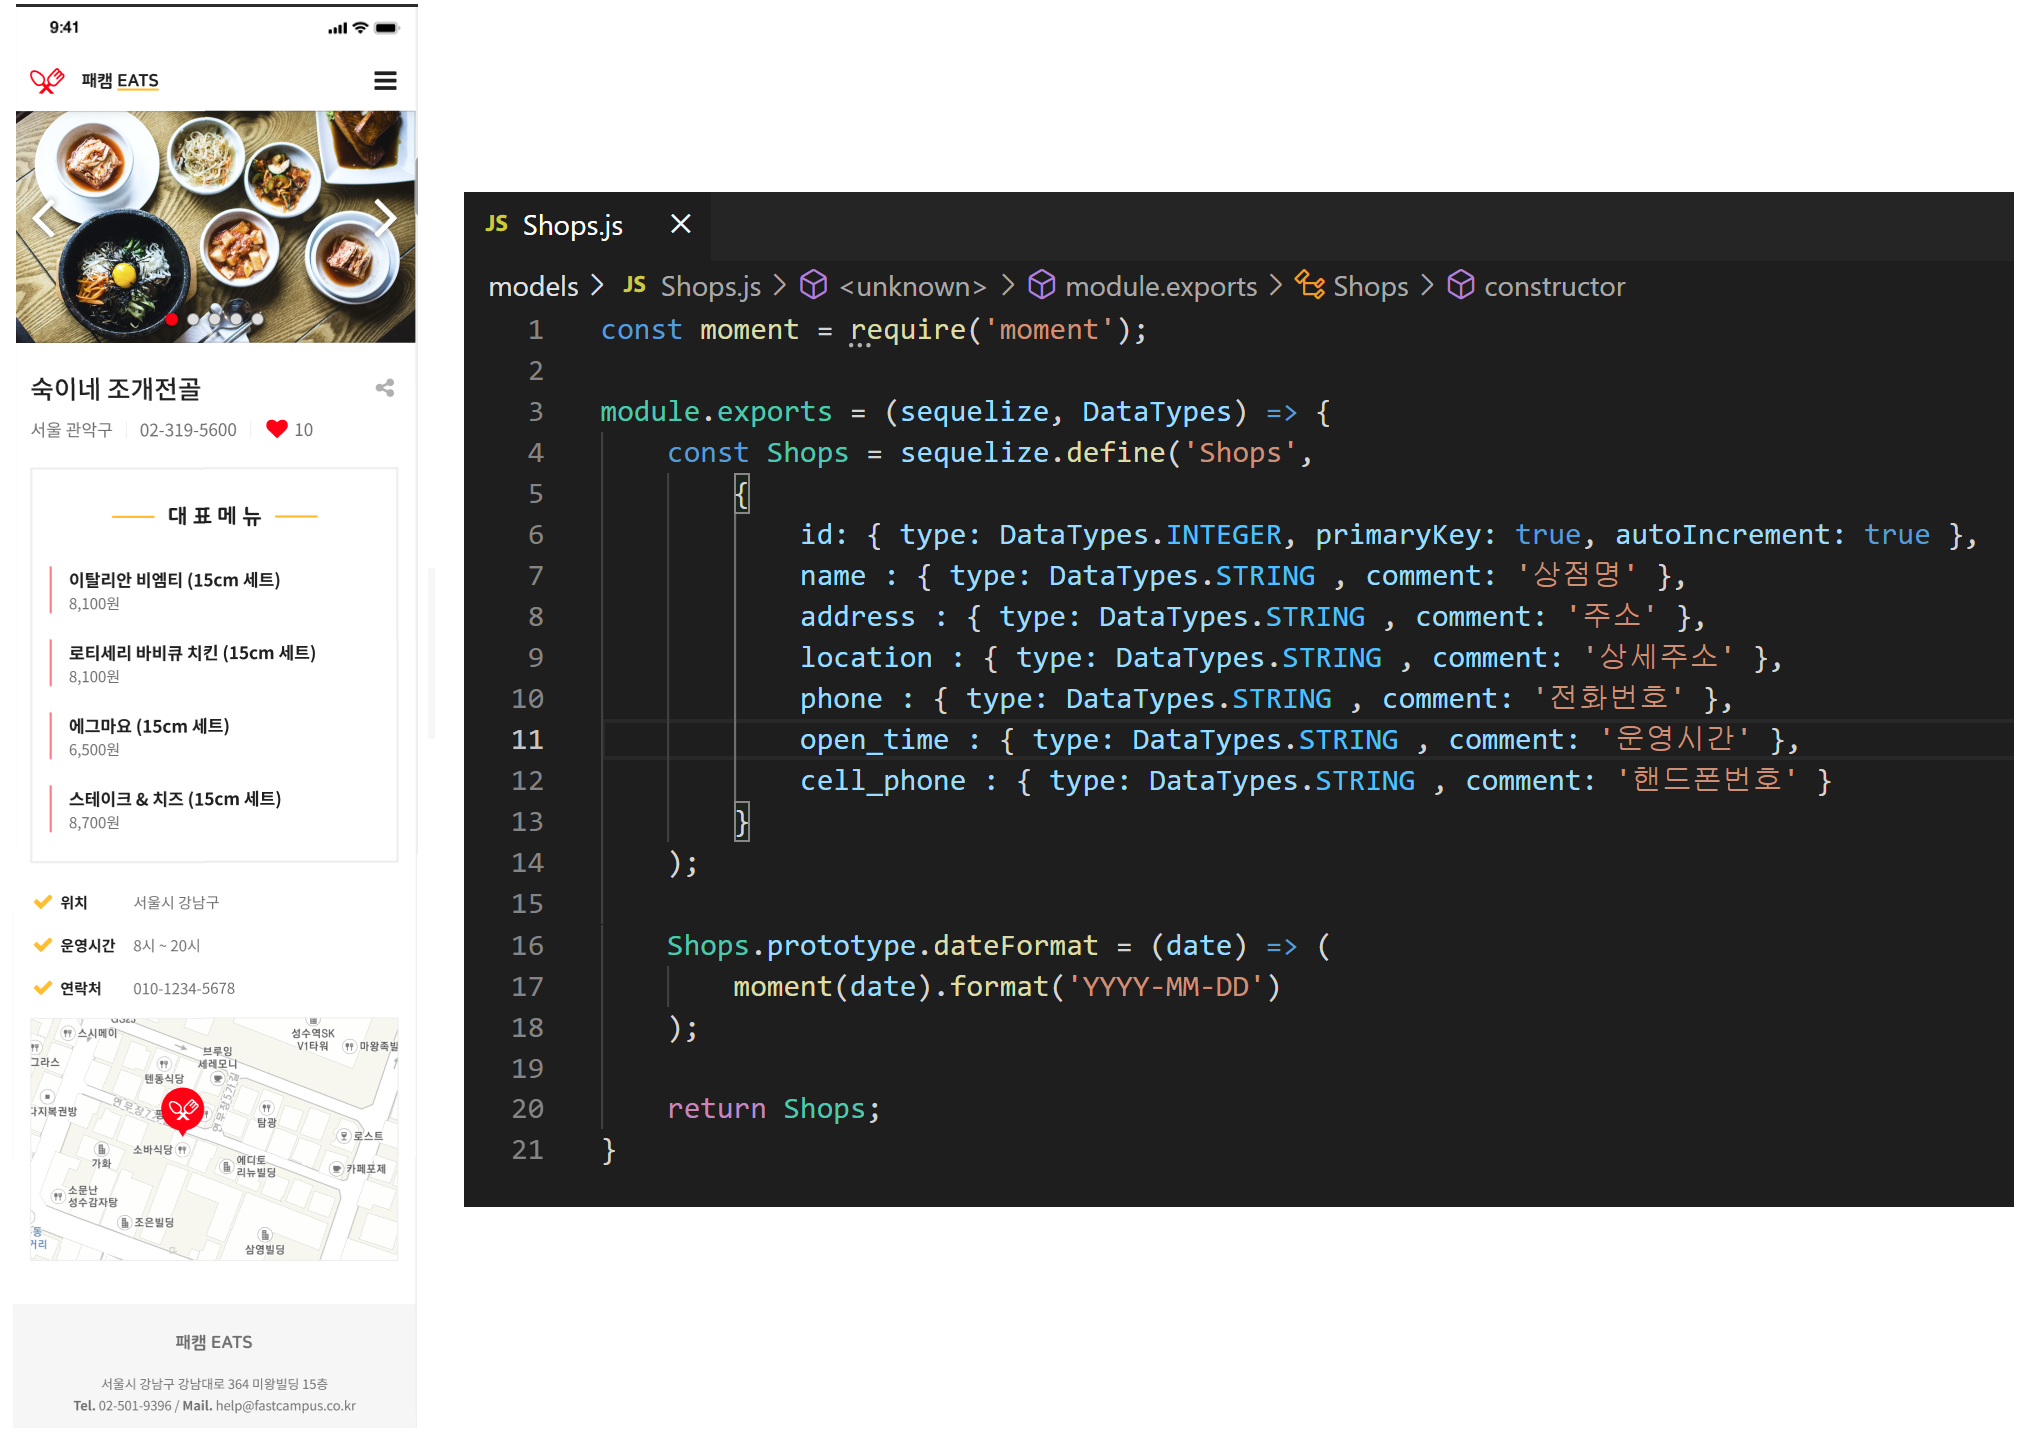 9:41
패캠 EATS
숙이네 조개전골
서울 관악구 02-319-5600 10
대표메뉴
이탈리안 비엠티 (15cm 세트)
8,100원
로티세리 바비큐 치킨 (15cm 세트)
8,100원
에그마요 (15cm 세트)
6,500원
스테이크 & 치즈 (15cm 세트)
8,700원
위치 서울시 강남구
운영시간 8시 ~ 20시
연락처 010-1234-5678
GS25
스시메이
성수역SK
V1타워
마왕족발
그라스
브루잉
세레모니
텐동식당
다지복권방
탐광
로스트
소바식당
가화
에디토
리뉴빌딩
카페포제
소문난
성수감자탕
조은빌딩
삼영빌딩
거리
패캠 EATS
서울시 강남구 강남대로 364 미왕빌딩 15층
Tel. 02-501-9396 / Mail. help@fastcampus.co.kr
JS Shops.js
models > JS Shops.js > <unknown> > module.exports > Shops > constructor
1 const moment = require('moment');
2
3 module.exports = (sequelize, DataTypes) => {
4 const Shops = sequelize.define('Shops',
5 {
6 id: { type: DataTypes.INTEGER, primaryKey: true, autoIncrement: true },
7 name : { type: DataTypes.STRING , comment: '상점명' },
8 address : { type: DataTypes.STRING , comment: '주소' },
9 location : { type: DataTypes.STRING , comment: '상세주소' },
10 phone : { type: DataTypes.STRING , comment: '전화번호' },
11 open_time : { type: DataTypes.STRING , comment: '운영시간' },
12 cell_phone : { type: DataTypes.STRING , comment: '핸드폰번호' }
13 }
14 );
15
16 Shops.prototype.dateFormat = (date) => (
17 moment(date).format('YYYY-MM-DD')
18 );
19
20 return Shops;
21 }